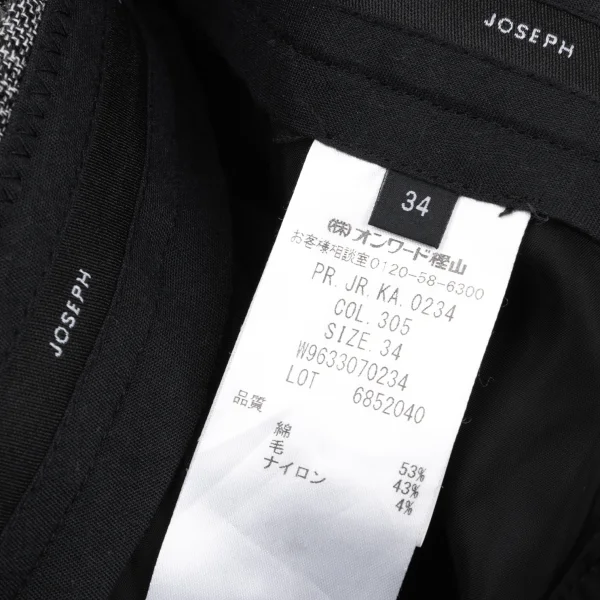 JOSEPH
JOSEPH
34
(株)オンワード樫山
お客様相談室0120-58-6300
PR. JR. KA. 0234
COL. 305
SIZE. 34
W9633070234
LOT 6852040
品質
綿 53%
毛 43%
ナイロン 4%